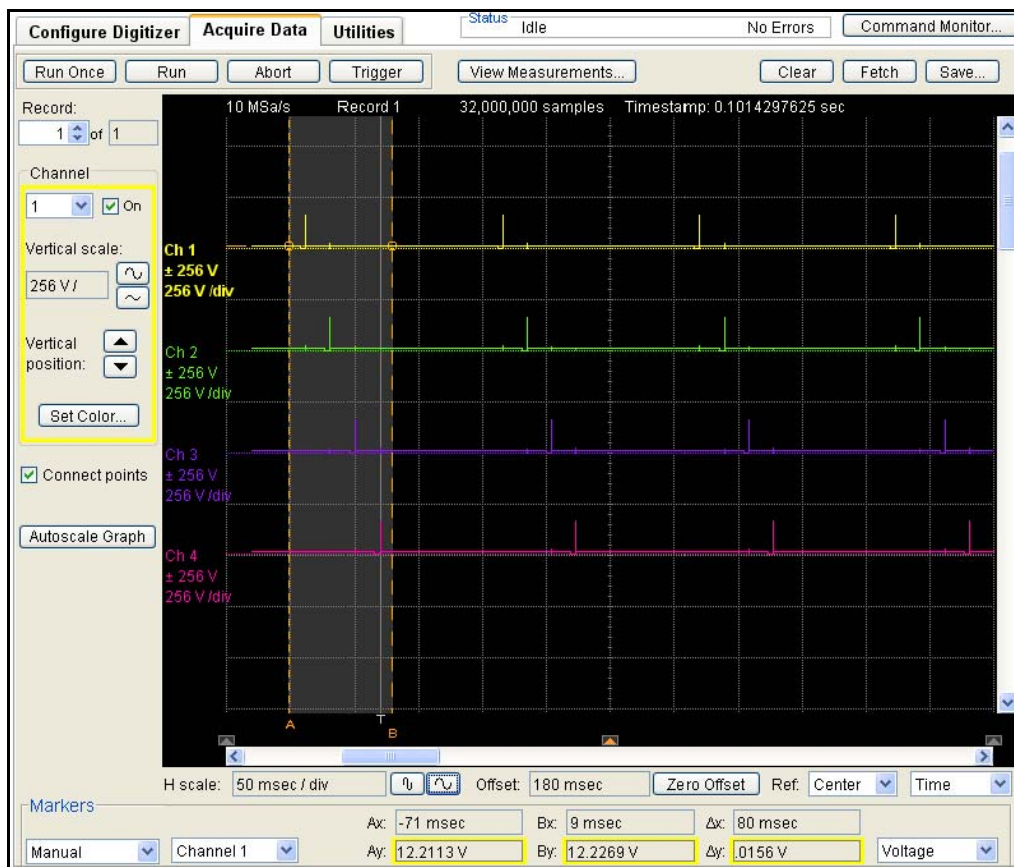 Configure Digitizer Acquire Data Utilities
Status Idle No Errors Command Monitor...
Run Once Run Abort Trigger View Measurements... Clear Fetch Save...
Record:
1 of 1
10 MSa/s Record 1 32,000,000 samples Timestamp: 0.1014297625 sec
Channel
1 On
Vertical scale:
256 V/
Vertical position:
Set Color...
Connect points
Autoscale Graph
Ch 1
± 256 V
256 V /div
Ch 2
± 256 V
256 V /div
Ch 3
± 256 V
256 V /div
Ch 4
± 256 V
256 V /div
A T B
H scale: 50 msec / div Offset: 180 msec Zero Offset Ref: Center Time
Markers
Ax: -71 msec Bx: 9 msec Δx: 80 msec
Manual Channel 1 Ay: 12.2113 V By: 12.2269 V Δy: .0156 V Voltage